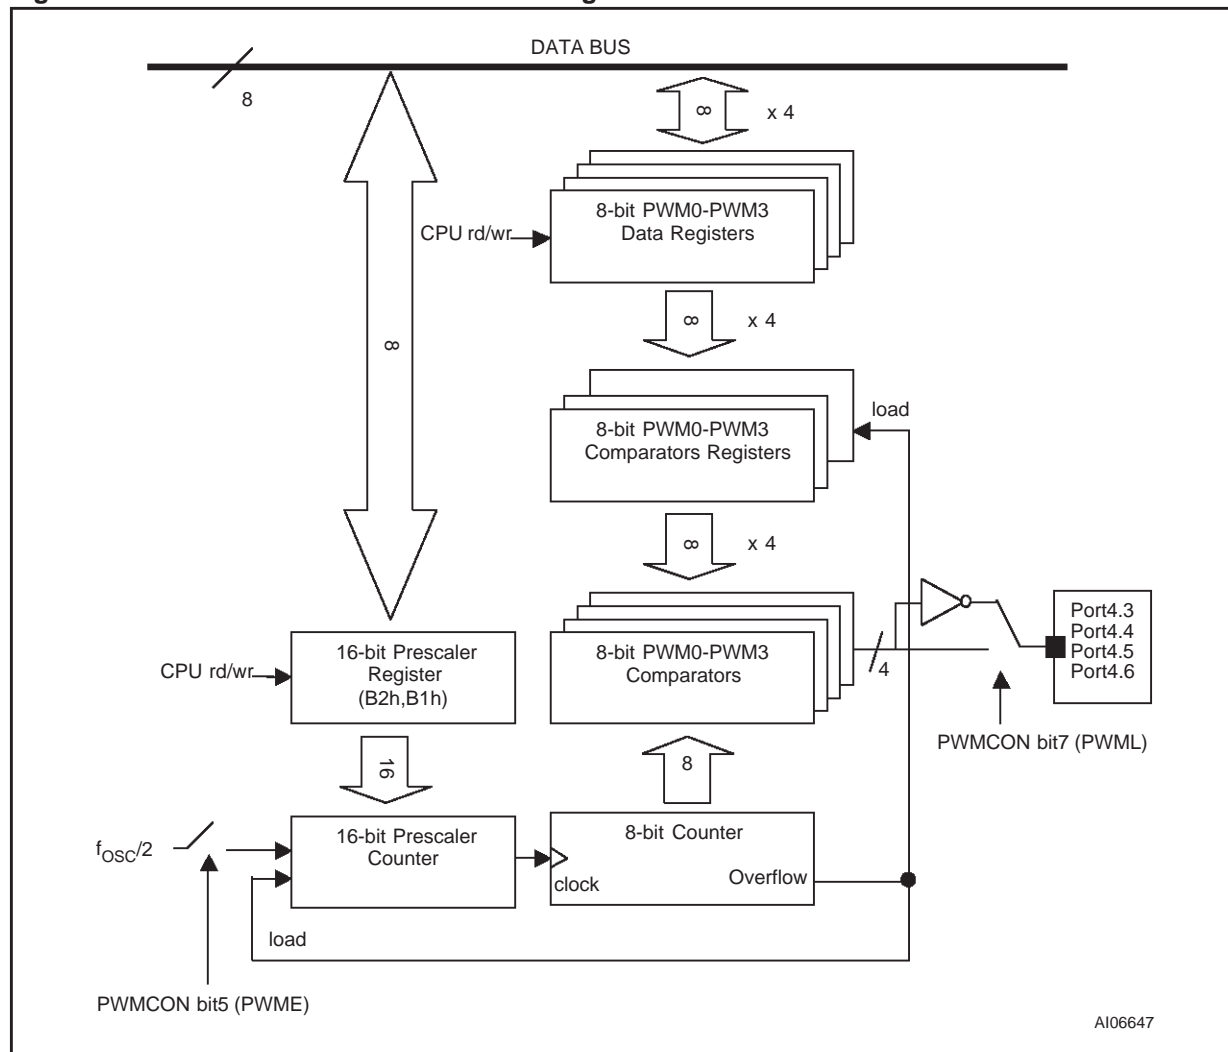 DATA BUS
8
8
x 4
8-bit PWM0-PWM3
Data Registers
CPU rd/wr
8
x 4
8
8-bit PWM0-PWM3
Comparators Registers
load
8
x 4
Port4.3
Port4.4
Port4.5
Port4.6
16-bit Prescaler
Register
(B2h,B1h)
CPU rd/wr
8-bit PWM0-PWM3
Comparators
4
PWMCON bit7 (PWML)
16
8
fOSC/2
16-bit Prescaler
Counter
8-bit Counter
clock
Overflow
load
PWMCON bit5 (PWME)
AI06647